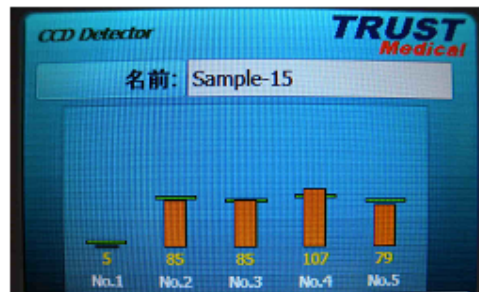 CCD Detector
TRUST
Medical
名前: Sample-15
5 85 85 107 79
No.1 No.2 No.3 No.4 No.5